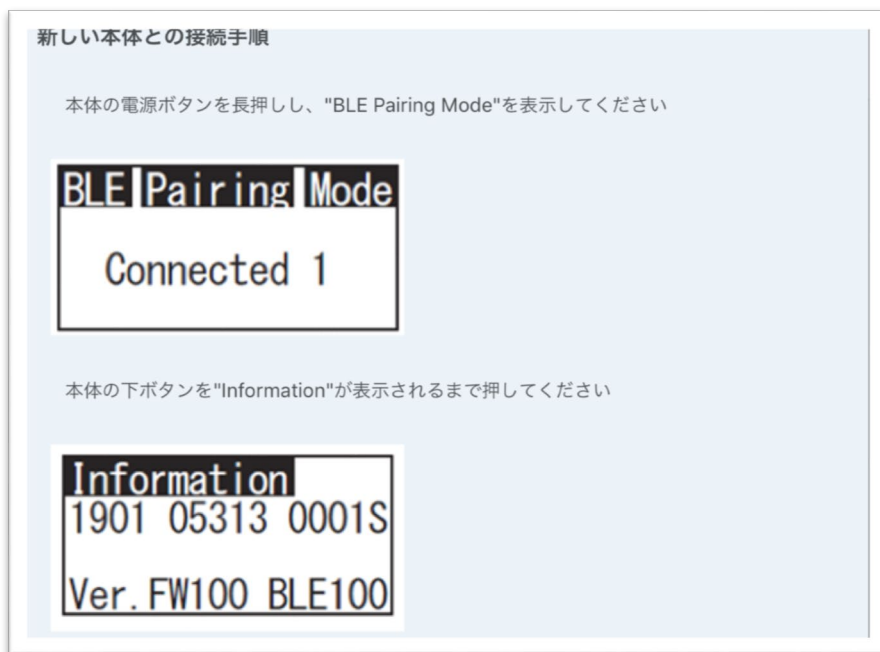 新しい本体との接続手順
本体の電源ボタンを長押しし、"BLE Pairing Mode"を表示してください
BLE Pairing Mode
Connected 1
本体の下ボタンを"Information"が表示されるまで押してください
Information
1901 05313 0001S
Ver.FW100 BLE100